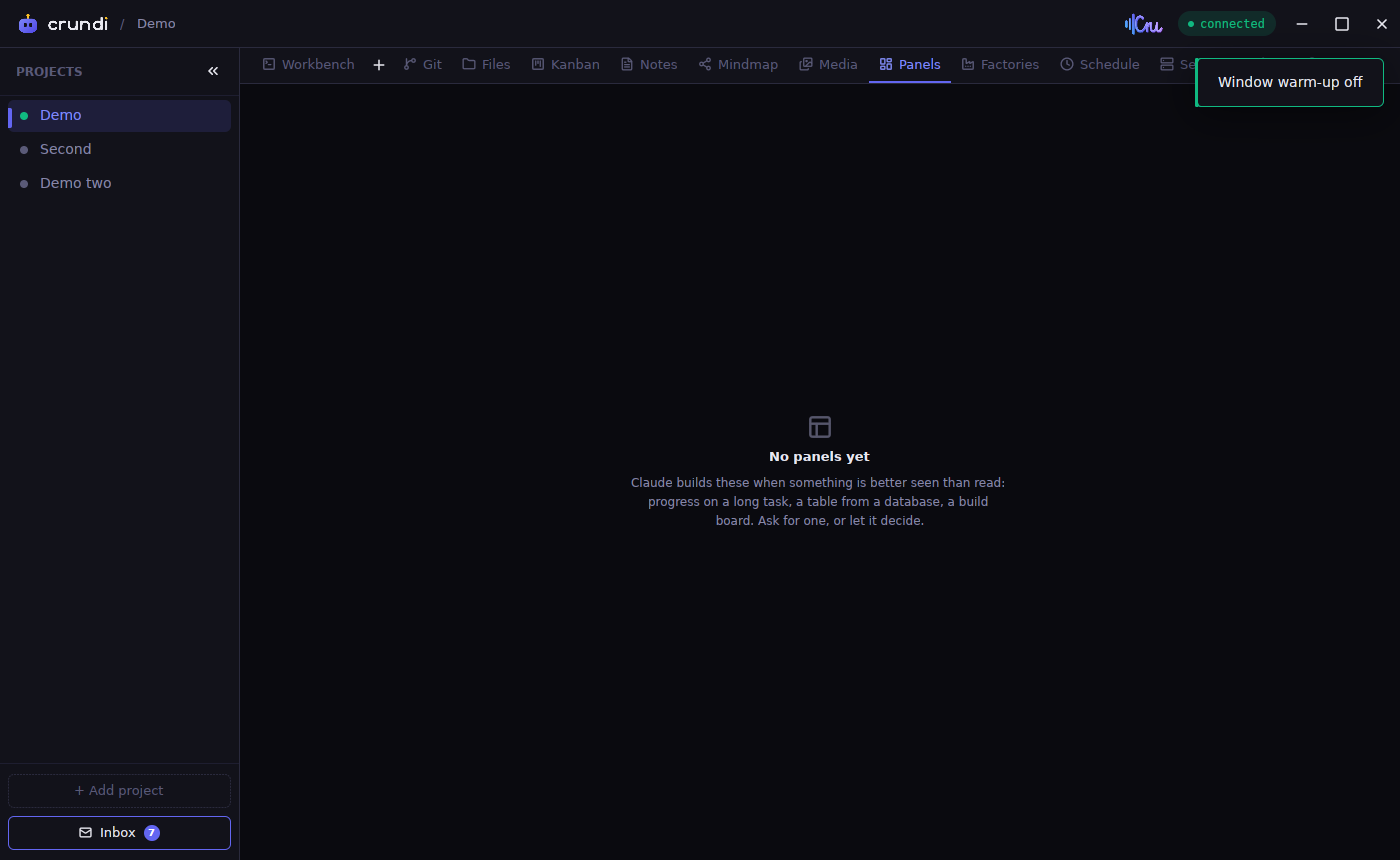 crundi / Demo
Cru
connected
PROJECTS
Workbench
Git
Files
Kanban
Notes
Mindmap
Media
Panels
Factories
Schedule
Se
Window warm-up off
Demo
Second
Demo two
No panels yet
Claude builds these when something is better seen than read:
progress on a long task, a table from a database, a build
board. Ask for one, or let it decide.
+ Add project
Inbox 7